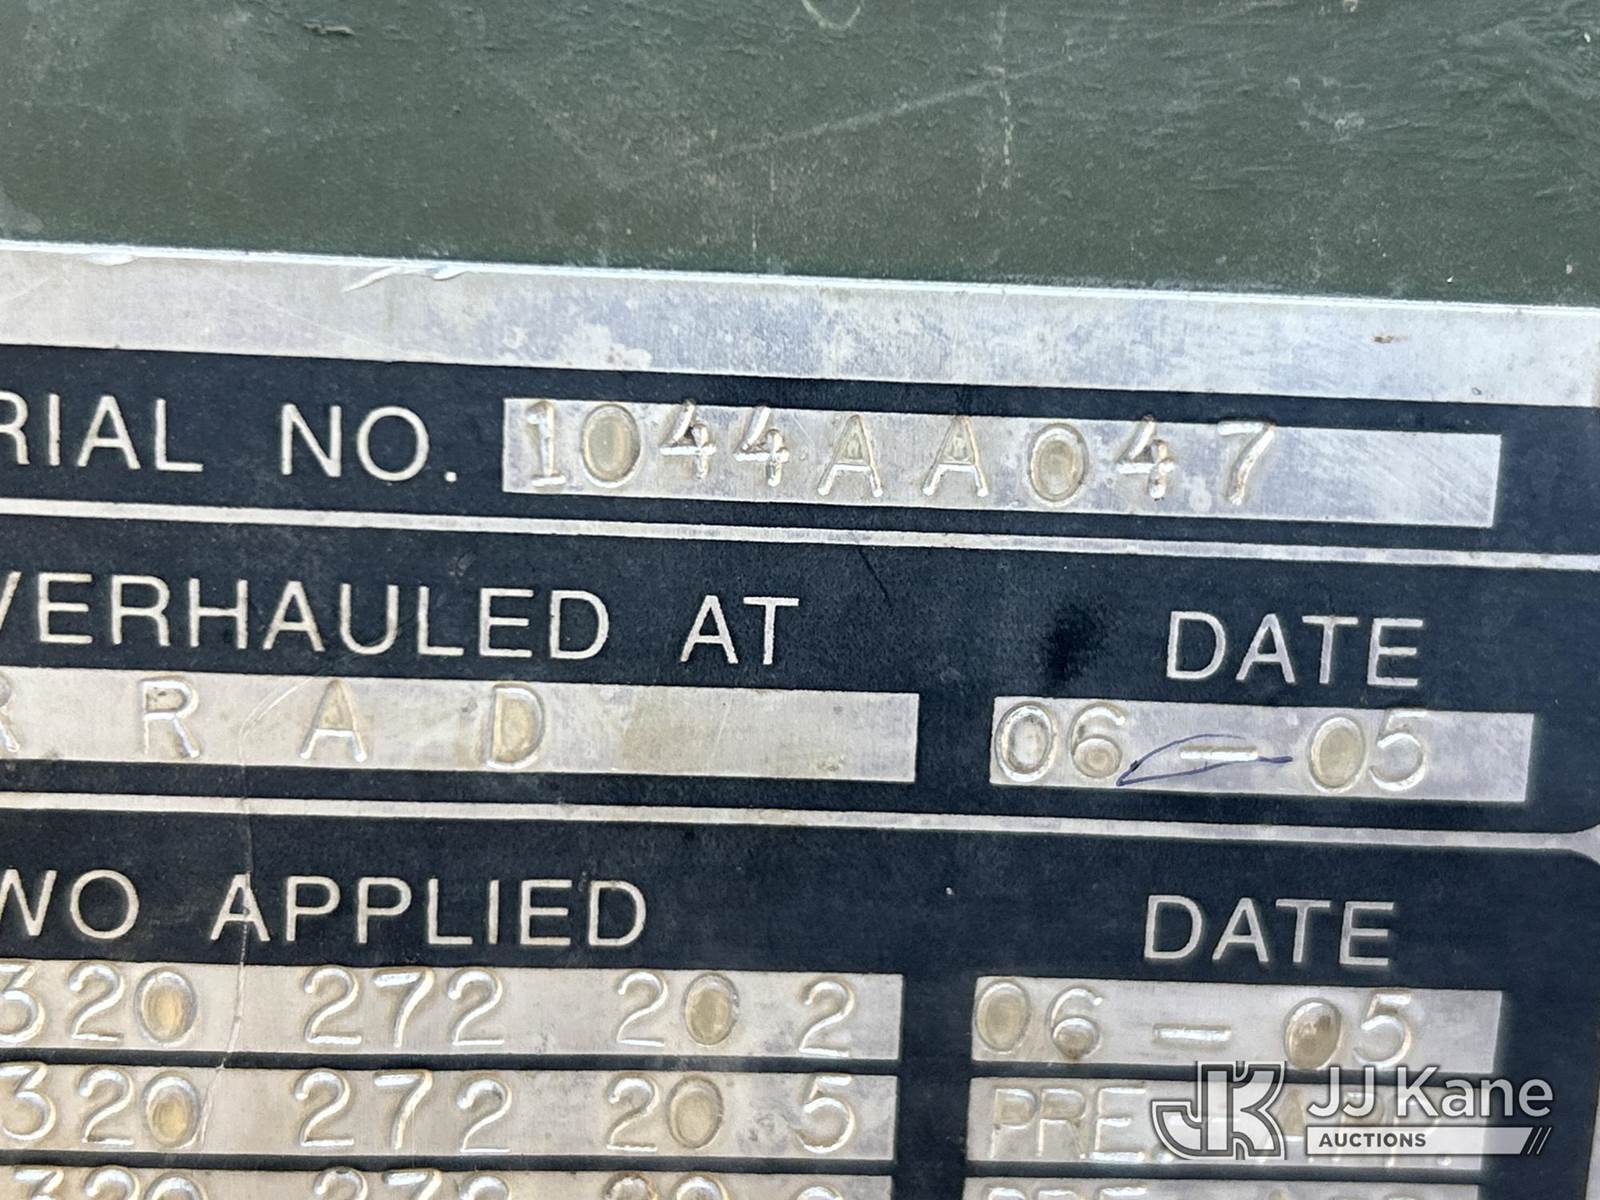 RIAL NO. 1044AA047
VERHAULED AT DATE
R R A D 06-05
WO APPLIED DATE
320 272 20 2 06-05
320 272 20 5 PRE
JJ Kane
AUCTIONS